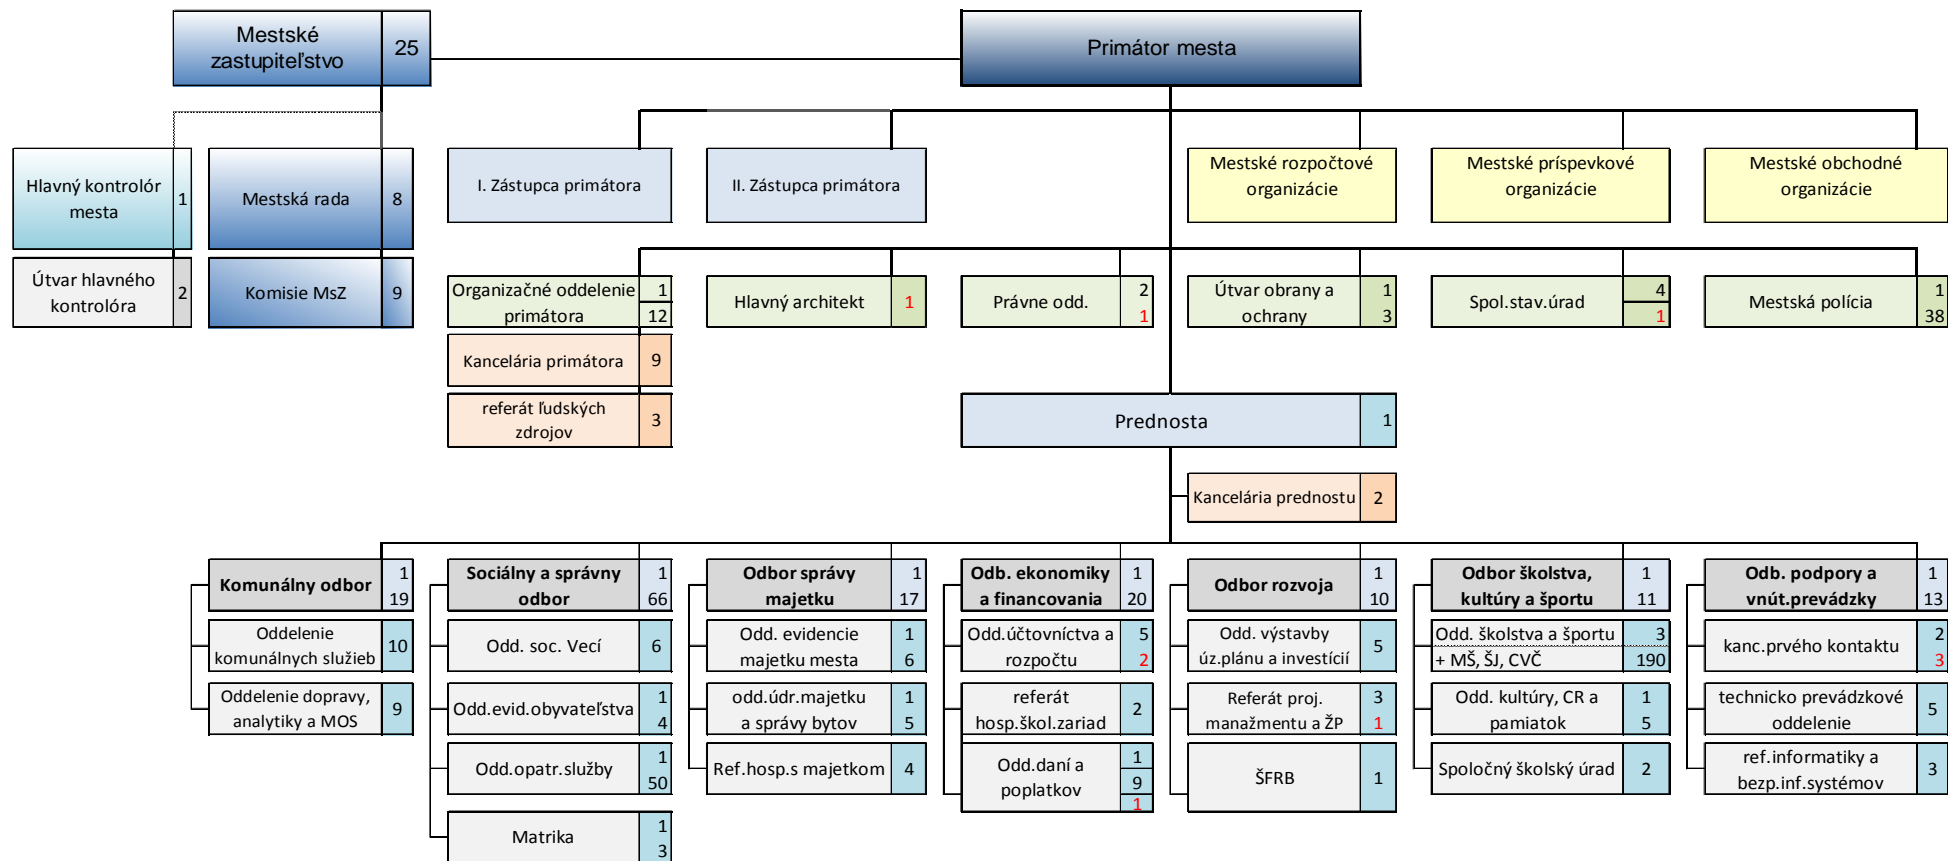 Mestské
zastupiteľstvo
25
Primátor mesta
Hlavný kontrolór
mesta
1
Mestská rada
8
I. Zástupca primátora
II. Zástupca primátora
Mestské rozpočtové
organizácie
Mestské príspevkové
organizácie
Mestské obchodné
organizácie
Útvar hlavného
kontrolóra
2
Komisie MsZ
9
Organizačné oddelenie
primátora
1
12
Hlavný architekt
1
Právne odd.
2
1
Útvar obrany a
ochrany
1
3
Spol.stav.úrad
4
1
Mestská polícia
1
38
Kancelária primátora
9
referát ľudských
zdrojov
3
Prednosta
1
Kancelária prednostu
2
Komunálny odbor
1
19
Sociálny a správny
odbor
1
66
Odbor správy
majetku
1
17
Odb. ekonomiky
a financovania
1
20
Odbor rozvoja
1
10
Odbor školstva,
kultúry a športu
1
11
Odb. podpory a
vnút.prevádzky
1
13
Oddelenie
komunálnych služieb
10
Odd. soc. Vecí
6
Odd. evidencie
majetku mesta
1
6
Odd.účtovníctva a
rozpočtu
5
2
Odd. výstavby
úz.plánu a investícií
5
Odd. školstva a športu
+ MŠ, ŠJ, CVČ
3
190
kanc.prvého kontaktu
2
3
Oddelenie dopravy,
analytiky a MOS
9
Odd.evid.obyvateľstva
1
4
odd.údr.majetku
a správy bytov
1
5
referát
hosp.škol.zariad
2
Referát proj.
manažmentu a ŽP
3
1
Odd. kultúry, CR a
pamiatok
1
5
technicko prevádzkové
oddelenie
5
Odd.opatr.služby
1
50
Ref.hosp.s majetkom
4
Odd.daní a
poplatkov
1
9
1
ŠFRB
1
Spoločný školský úrad
2
ref.informatiky a
bezp.inf.systémov
3
Matrika
1
3